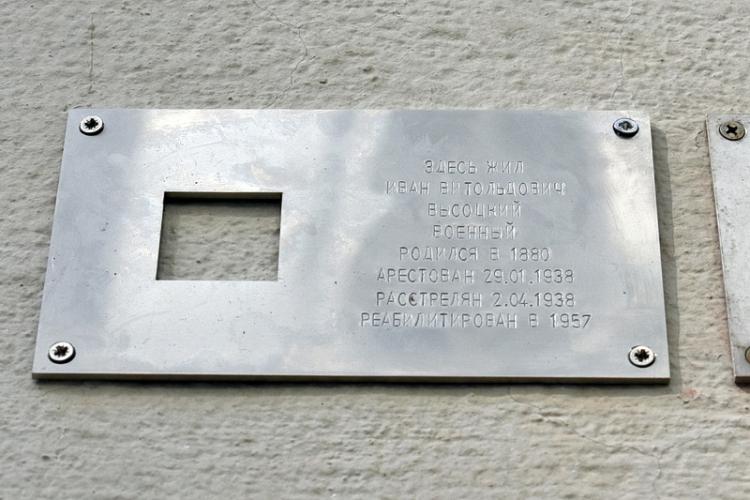 ЗДЕСЬ ЖИЛ
ИВАН ВИТОЛЬДОВИЧ
ВЫСОЦКИЙ
ВОЕННЫЙ
РОДИЛСЯ В 1880
АРЕСТОВАН 29.01.1938
РАССТРЕЛЯН 2.04.1938
РЕАБИЛИТИРОВАН В 1957